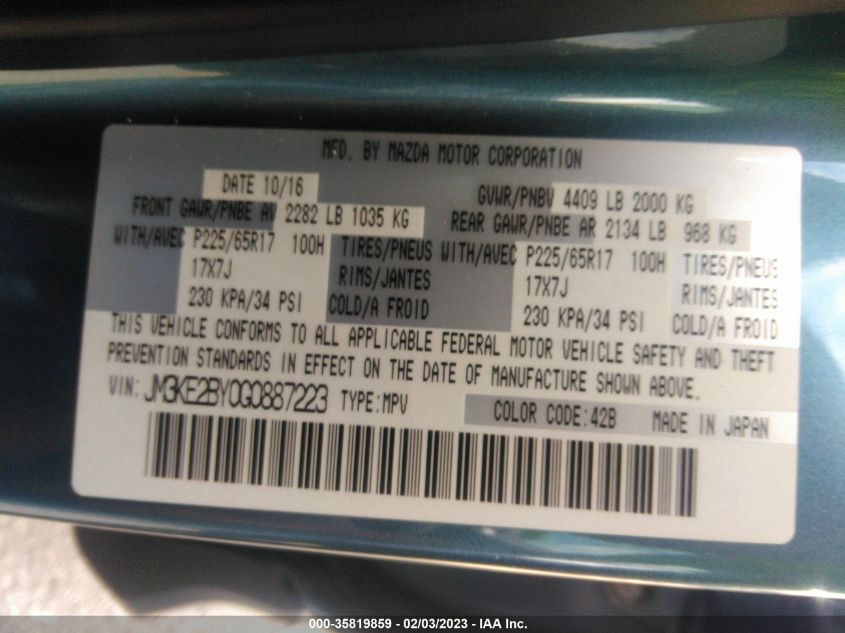 MFD. BY MAZDA MOTOR CORPORATION
DATE 10/16 GVWR/PNBV 4409 LB 2000 KG
FRONT GAWR/PNBE AV 2282 LB 1035 KG REAR GAWR/PNBE AR 2134 LB 968 KG
WITH/AVEC P225/65R17 100H TIRES/PNEUS WITH/AVEC P225/65R17 100H TIRES/PNEUS
17X7J RIMS/JANTES 17X7J RIMS/JANTES
230 KPA/34 PSI COLD/A FROID 230 KPA/34 PSI COLD/A FROID
THIS VEHICLE CONFORMS TO ALL APPLICABLE FEDERAL MOTOR VEHICLE SAFETY AND THEFT
PREVENTION STANDARDS IN EFFECT ON THE DATE OF MANUFACTURE SHOWN ABOVE.
VIN: JM3KE2BY0G0887223 TYPE:MPV COLOR CODE:42B MADE IN JAPAN
000-35819859 — 02/03/2023 — IAA Inc.